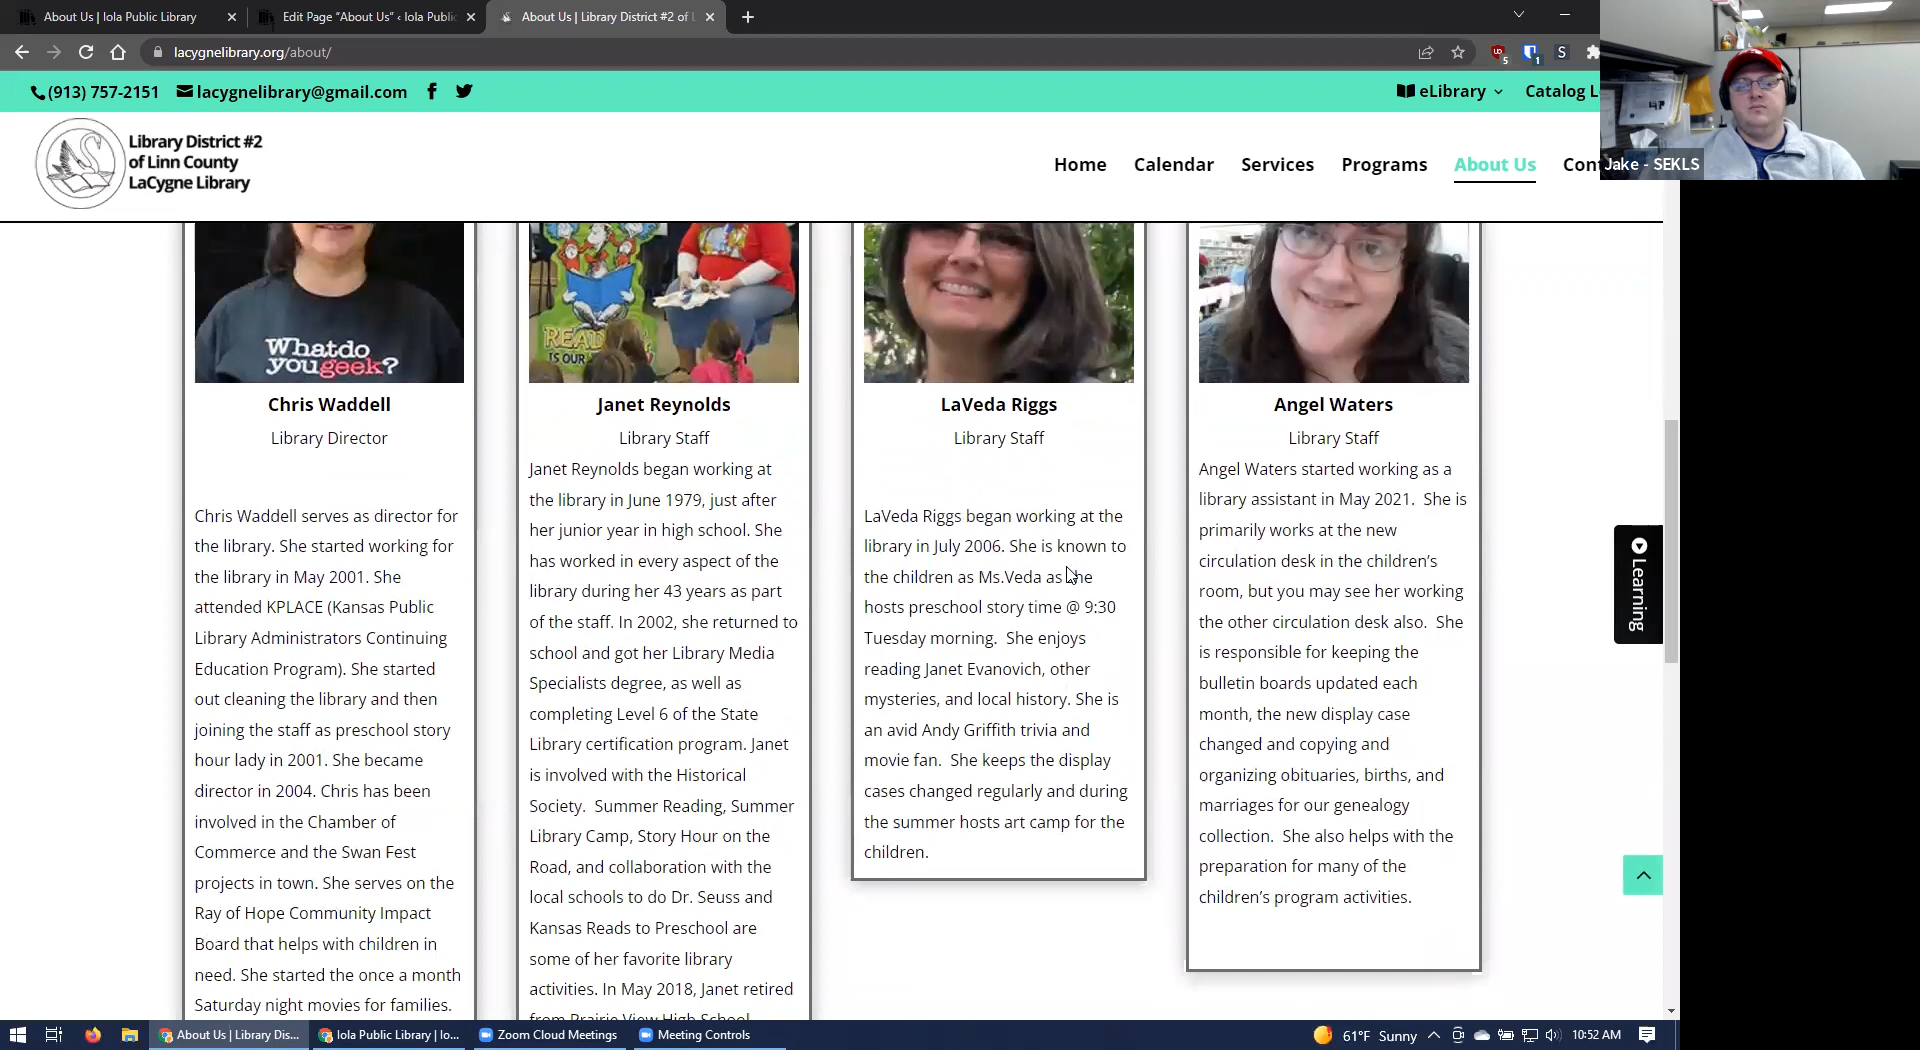 About Us | Iola Public Library
Edit Page “About Us” ‹ Iola Public
About Us | Library District #2 of L
lacygnelibrary.org/about/
5
1
S
(913) 757-2151
lacygnelibrary@gmail.com
eLibrary
Catalog L
Library District #2
of Linn County
LaCygne Library
Home
Calendar
Services
Programs
About Us
Con
Jake - SEKLS
What do
you geek?
READ
IS OUR
Chris Waddell
Library Director
Chris Waddell serves as director for
the library. She started working for
the library in May 2001. She
attended KPLACE (Kansas Public
Library Administrators Continuing
Education Program). She started
out cleaning the library and then
joining the staff as preschool story
hour lady in 2001. She became
director in 2004. Chris has been
involved in the Chamber of
Commerce and the Swan Fest
projects in town. She serves on the
Ray of Hope Community Impact
Board that helps with children in
need. She started the once a month
Saturday night movies for families.
Janet Reynolds
Library Staff
Janet Reynolds began working at
the library in June 1979, just after
her junior year in high school. She
has worked in every aspect of the
library during her 43 years as part
of the staff. In 2002, she returned to
school and got her Library Media
Specialists degree, as well as
completing Level 6 of the State
Library certification program. Janet
is involved with the Historical
Society.  Summer Reading, Summer
Library Camp, Story Hour on the
Road, and collaboration with the
local schools to do Dr. Seuss and
Kansas Reads to Preschool are
some of her favorite library
activities. In May 2018, Janet retired
from Prairie View High School
LaVeda Riggs
Library Staff
LaVeda Riggs began working at the
library in July 2006. She is known to
the children as Ms.Veda as she
hosts preschool story time @ 9:30
Tuesday morning.  She enjoys
reading Janet Evanovich, other
mysteries, and local history. She is
an avid Andy Griffith trivia and
movie fan.  She keeps the display
cases changed regularly and during
the summer hosts art camp for the
children.
Angel Waters
Library Staff
Angel Waters started working as a
library assistant in May 2021.  She is
primarily works at the new
circulation desk in the children’s
room, but you may see her working
the other circulation desk also.  She
is responsible for keeping the
bulletin boards updated each
month, the new display case
changed and copying and
organizing obituaries, births, and
marriages for our genealogy
collection.  She also helps with the
preparation for many of the
children’s program activities.
Learning
About Us | Library Dis...
Iola Public Library | Io...
Zoom Cloud Meetings
Meeting Controls
61°F Sunny
10:52 AM